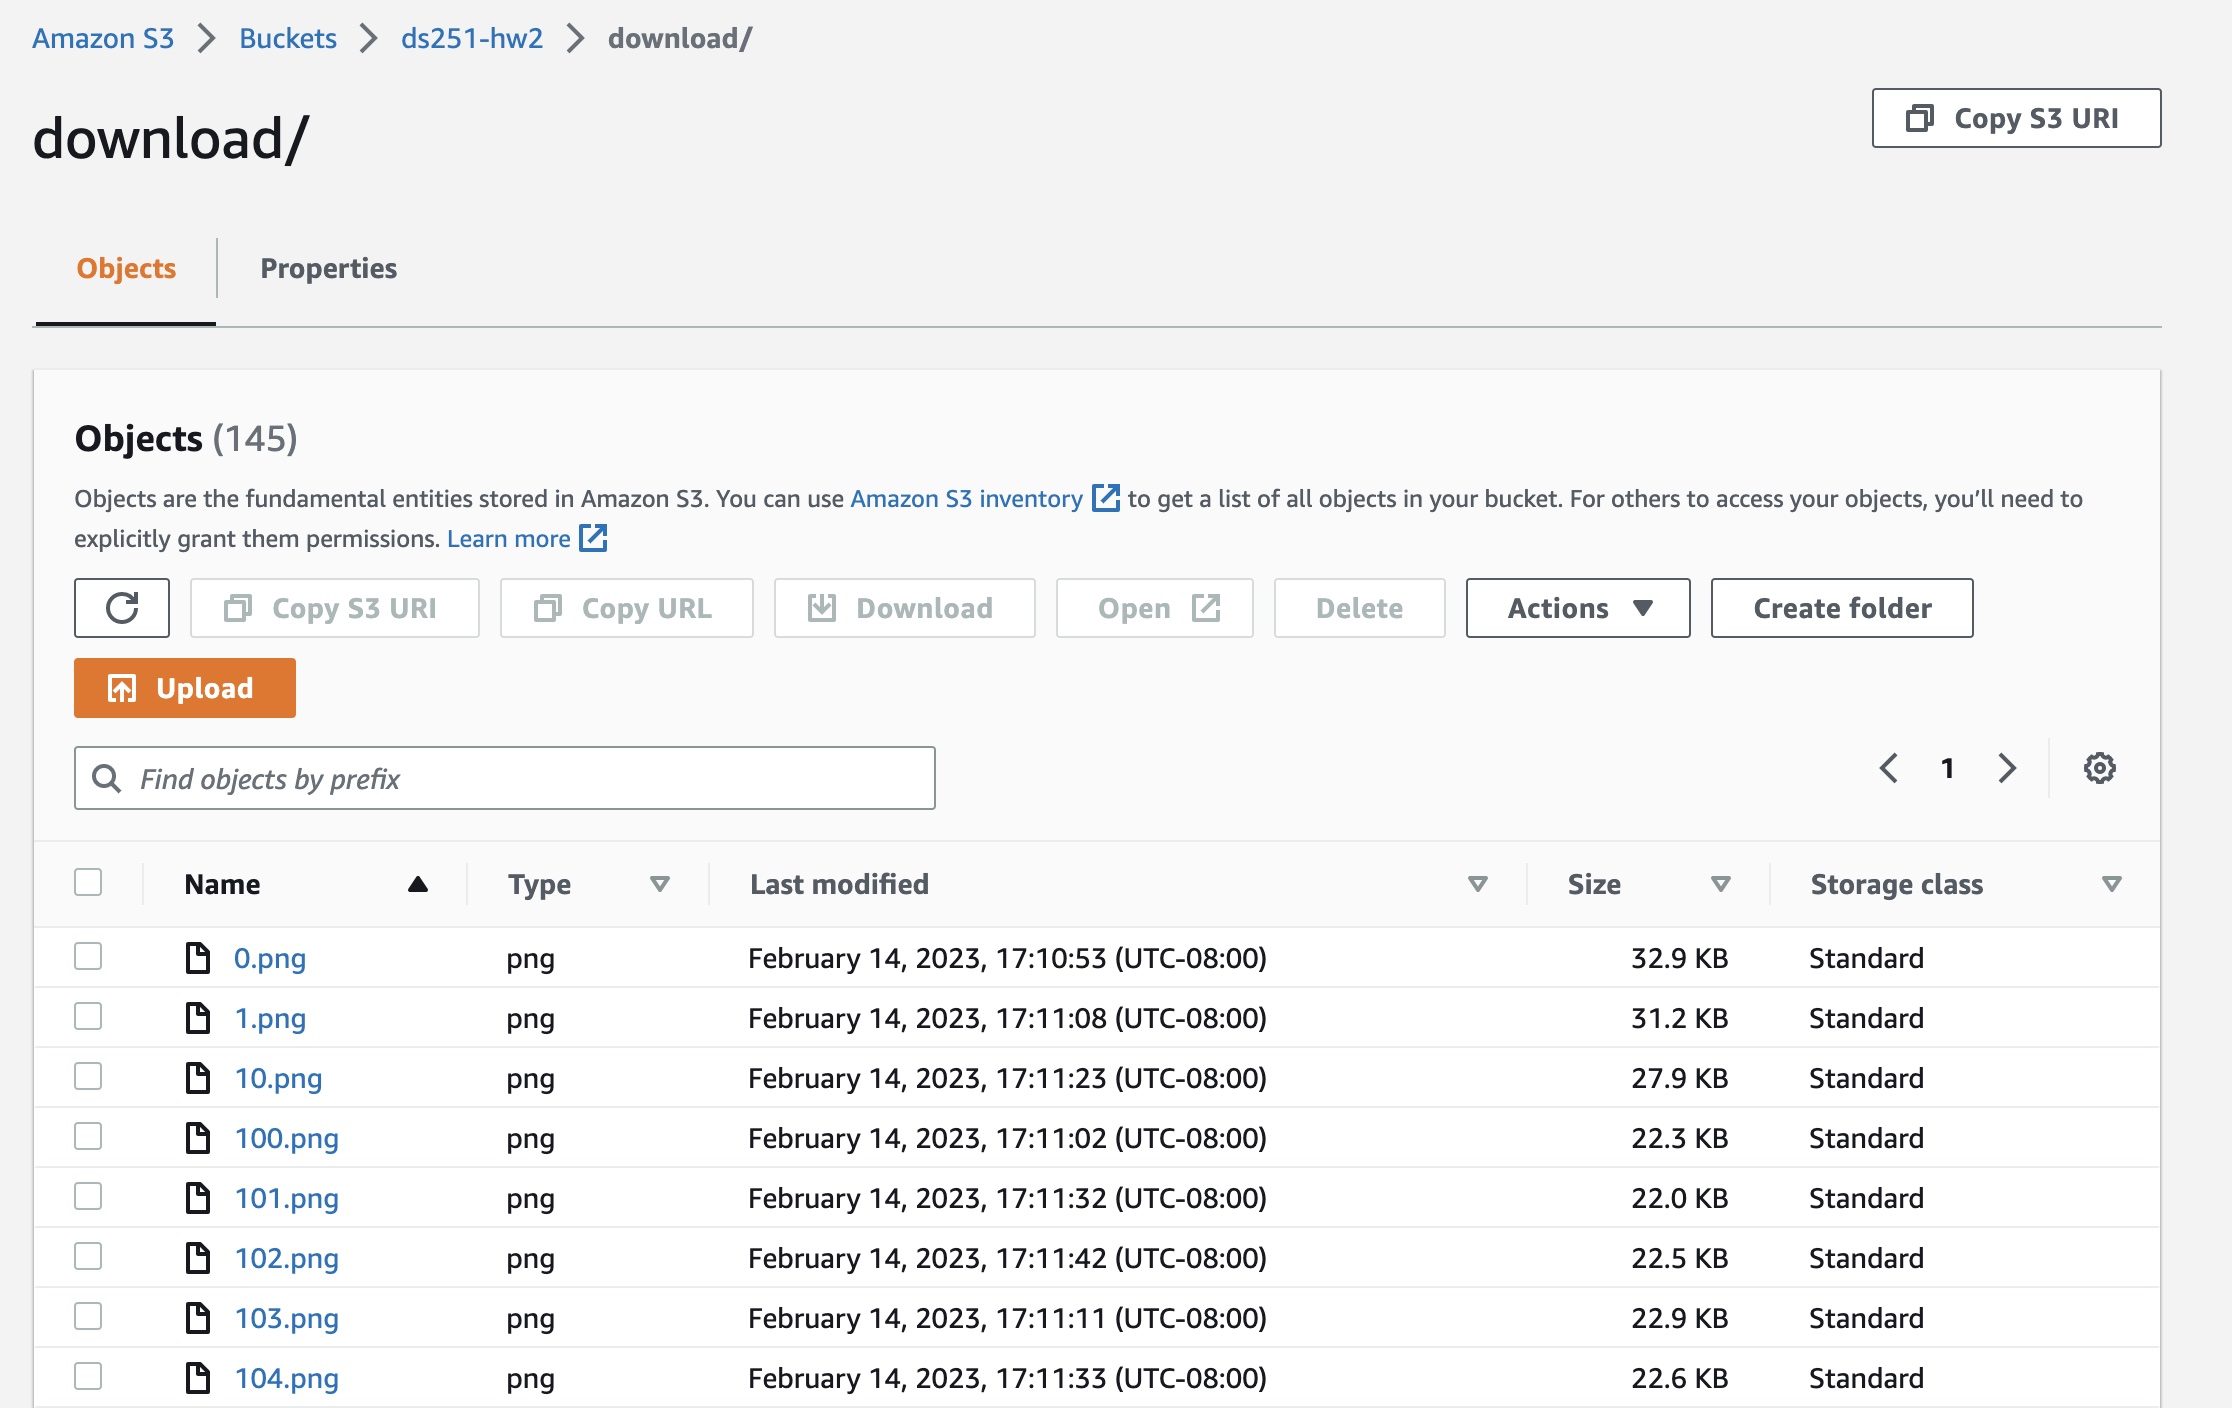 Amazon S3 > Buckets > ds251-hw2 > download/
download/
Copy S3 URI
Objects
Properties
Objects (145)
Objects are the fundamental entities stored in Amazon S3. You can use Amazon S3 inventory to get a list of all objects in your bucket. For others to access your objects, you’ll need to
explicitly grant them permissions. Learn more
Copy S3 URI
Copy URL
Download
Open
Delete
Actions
Create folder
Upload
Find objects by prefix
1
Name Type Last modified Size Storage class
0.png png February 14, 2023, 17:10:53 (UTC-08:00) 32.9 KB Standard
1.png png February 14, 2023, 17:11:08 (UTC-08:00) 31.2 KB Standard
10.png png February 14, 2023, 17:11:23 (UTC-08:00) 27.9 KB Standard
100.png png February 14, 2023, 17:11:02 (UTC-08:00) 22.3 KB Standard
101.png png February 14, 2023, 17:11:32 (UTC-08:00) 22.0 KB Standard
102.png png February 14, 2023, 17:11:42 (UTC-08:00) 22.5 KB Standard
103.png png February 14, 2023, 17:11:11 (UTC-08:00) 22.9 KB Standard
104.png png February 14, 2023, 17:11:33 (UTC-08:00) 22.6 KB Standard